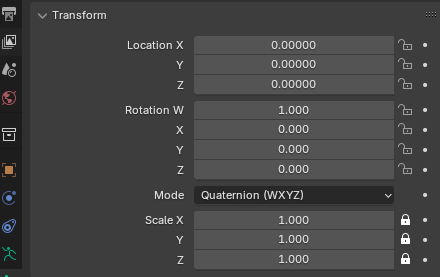 Transform
Location X 0.00000
Y 0.00000
Z 0.00000
Rotation W 1.000
X 0.000
Y 0.000
Z 0.000
Mode Quaternion (WXYZ)
Scale X 1.000
Y 1.000
Z 1.000